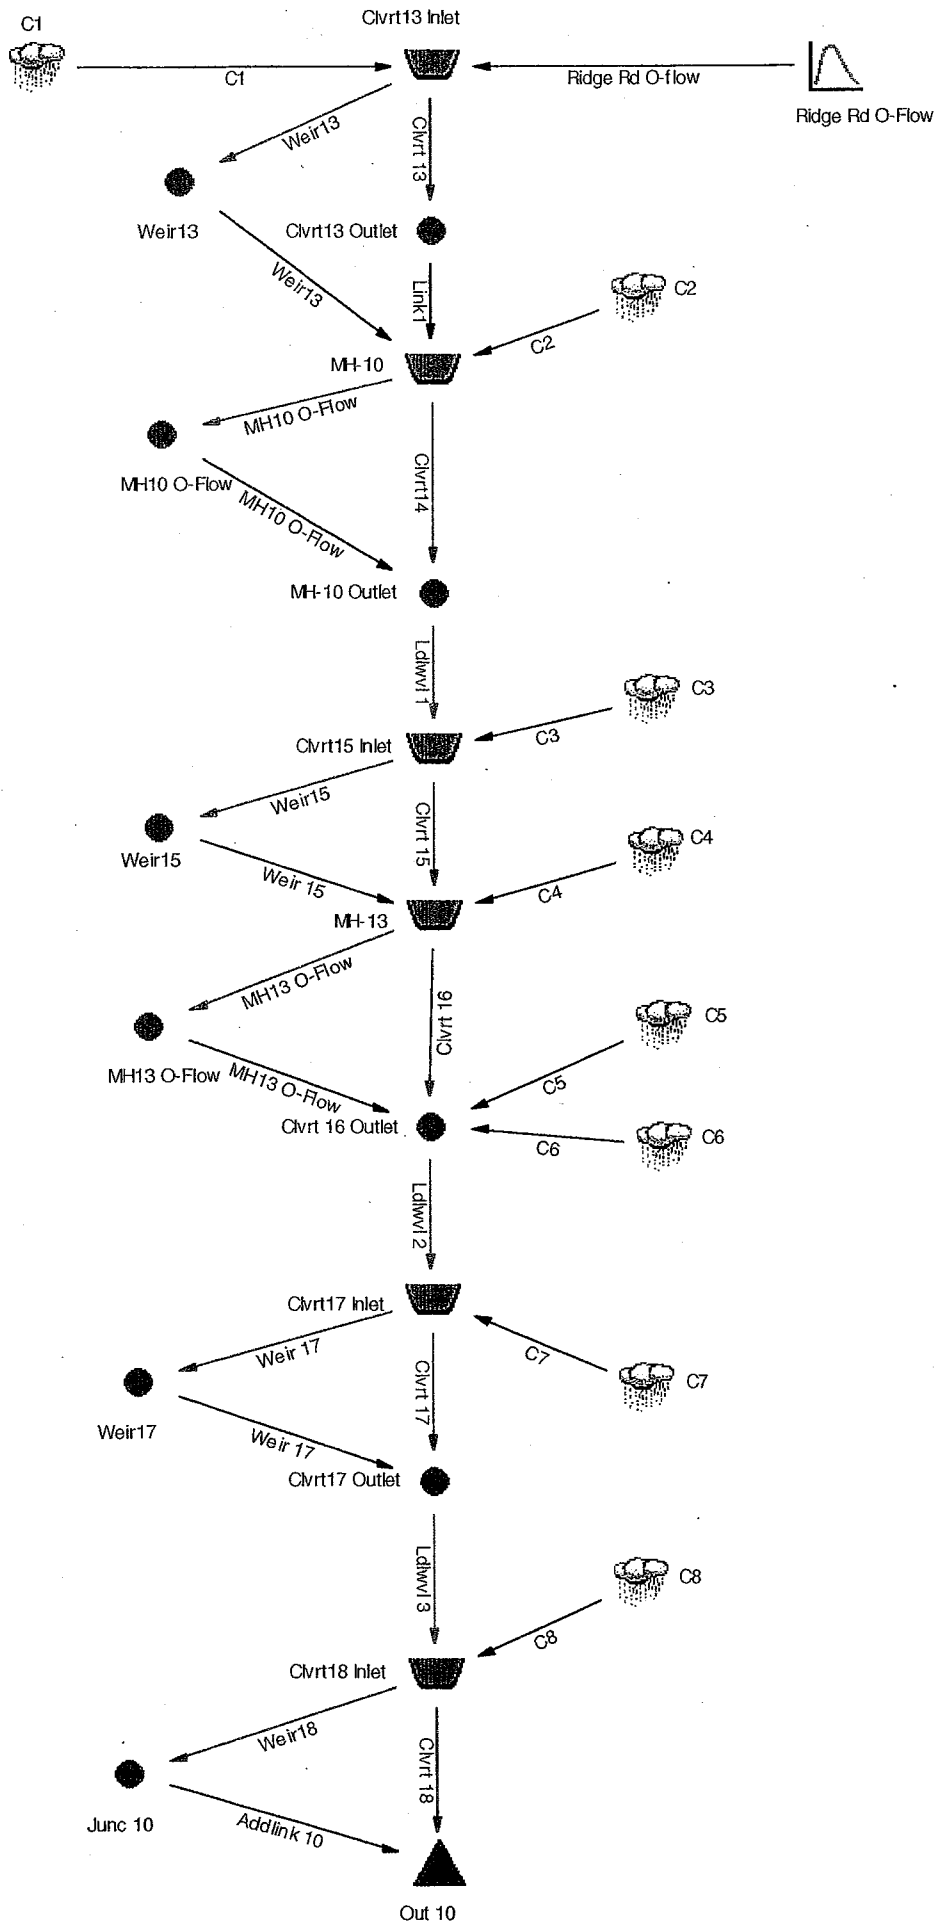 Clvrt13 Inlet
C1
C1
Ridge Rd O-flow
Ridge Rd O-Flow
Weir13
Clvrt 13
Weir13
Clvrt13 Outlet
Weir13
Link1
C2
C2
MH-10
MH10 O-Flow
MH10 O-Flow
MH10 O-Flow
Clvrt14
MH-10 Outlet
Ldlwvl 1
C3
C3
Clvrt15 Inlet
Weir15
Clvrt 15
Weir15
Weir 15
C4
C4
MH-13
MH13 O-Flow
Clvrt 16
MH13 O-Flow
MH13 O-Flow
C5
C5
Clvrt 16 Outlet
C6
C6
Ldlwvl 2
Clvrt17 Inlet
Weir 17
Clvrt 17
C7
C7
Weir17
Weir 17
Clvrt17 Outlet
Ldlwvl 3
C8
C8
Clvrt18 Inlet
Weir18
Clvrt 18
Junc 10
Addlink 10
Out 10